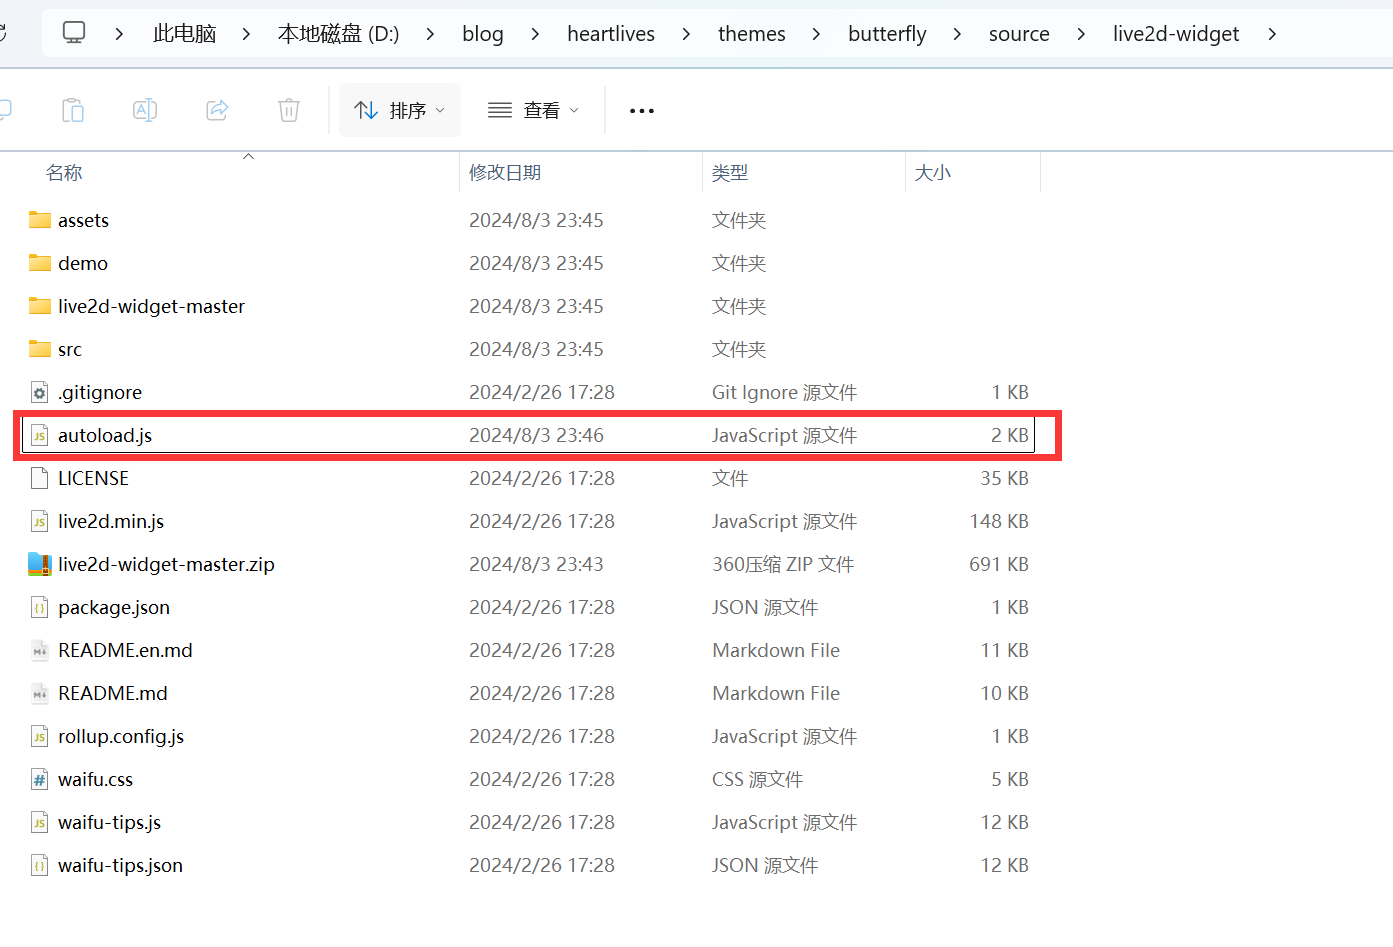 此电脑 本地磁盘 (D:) blog heartlives themes butterfly source live2d-widget
排序 查看
名称 修改日期 类型 大小
assets 2024/8/3 23:45 文件夹
demo 2024/8/3 23:45 文件夹
live2d-widget-master 2024/8/3 23:45 文件夹
src 2024/8/3 23:45 文件夹
.gitignore 2024/2/26 17:28 Git Ignore 源文件 1 KB
autoload.js 2024/8/3 23:46 JavaScript 源文件 2 KB
LICENSE 2024/2/26 17:28 文件 35 KB
live2d.min.js 2024/2/26 17:28 JavaScript 源文件 148 KB
live2d-widget-master.zip 2024/8/3 23:43 360压缩 ZIP 文件 691 KB
package.json 2024/2/26 17:28 JSON 源文件 1 KB
README.en.md 2024/2/26 17:28 Markdown File 11 KB
README.md 2024/2/26 17:28 Markdown File 10 KB
rollup.config.js 2024/2/26 17:28 JavaScript 源文件 1 KB
waifu.css 2024/2/26 17:28 CSS 源文件 5 KB
waifu-tips.js 2024/2/26 17:28 JavaScript 源文件 12 KB
waifu-tips.json 2024/2/26 17:28 JSON 源文件 12 KB